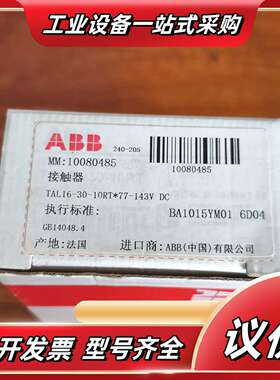 工业设备一站式采购
ABB
240-205
MM:10080485
10080485
接触器
TAL16-30-10RT*77-143V DC
执行标准:
BA1015YM01 6D04
GB14048.4
产地:法国
进口商:ABB(中国)有限公司
开发票 型号齐全
议价